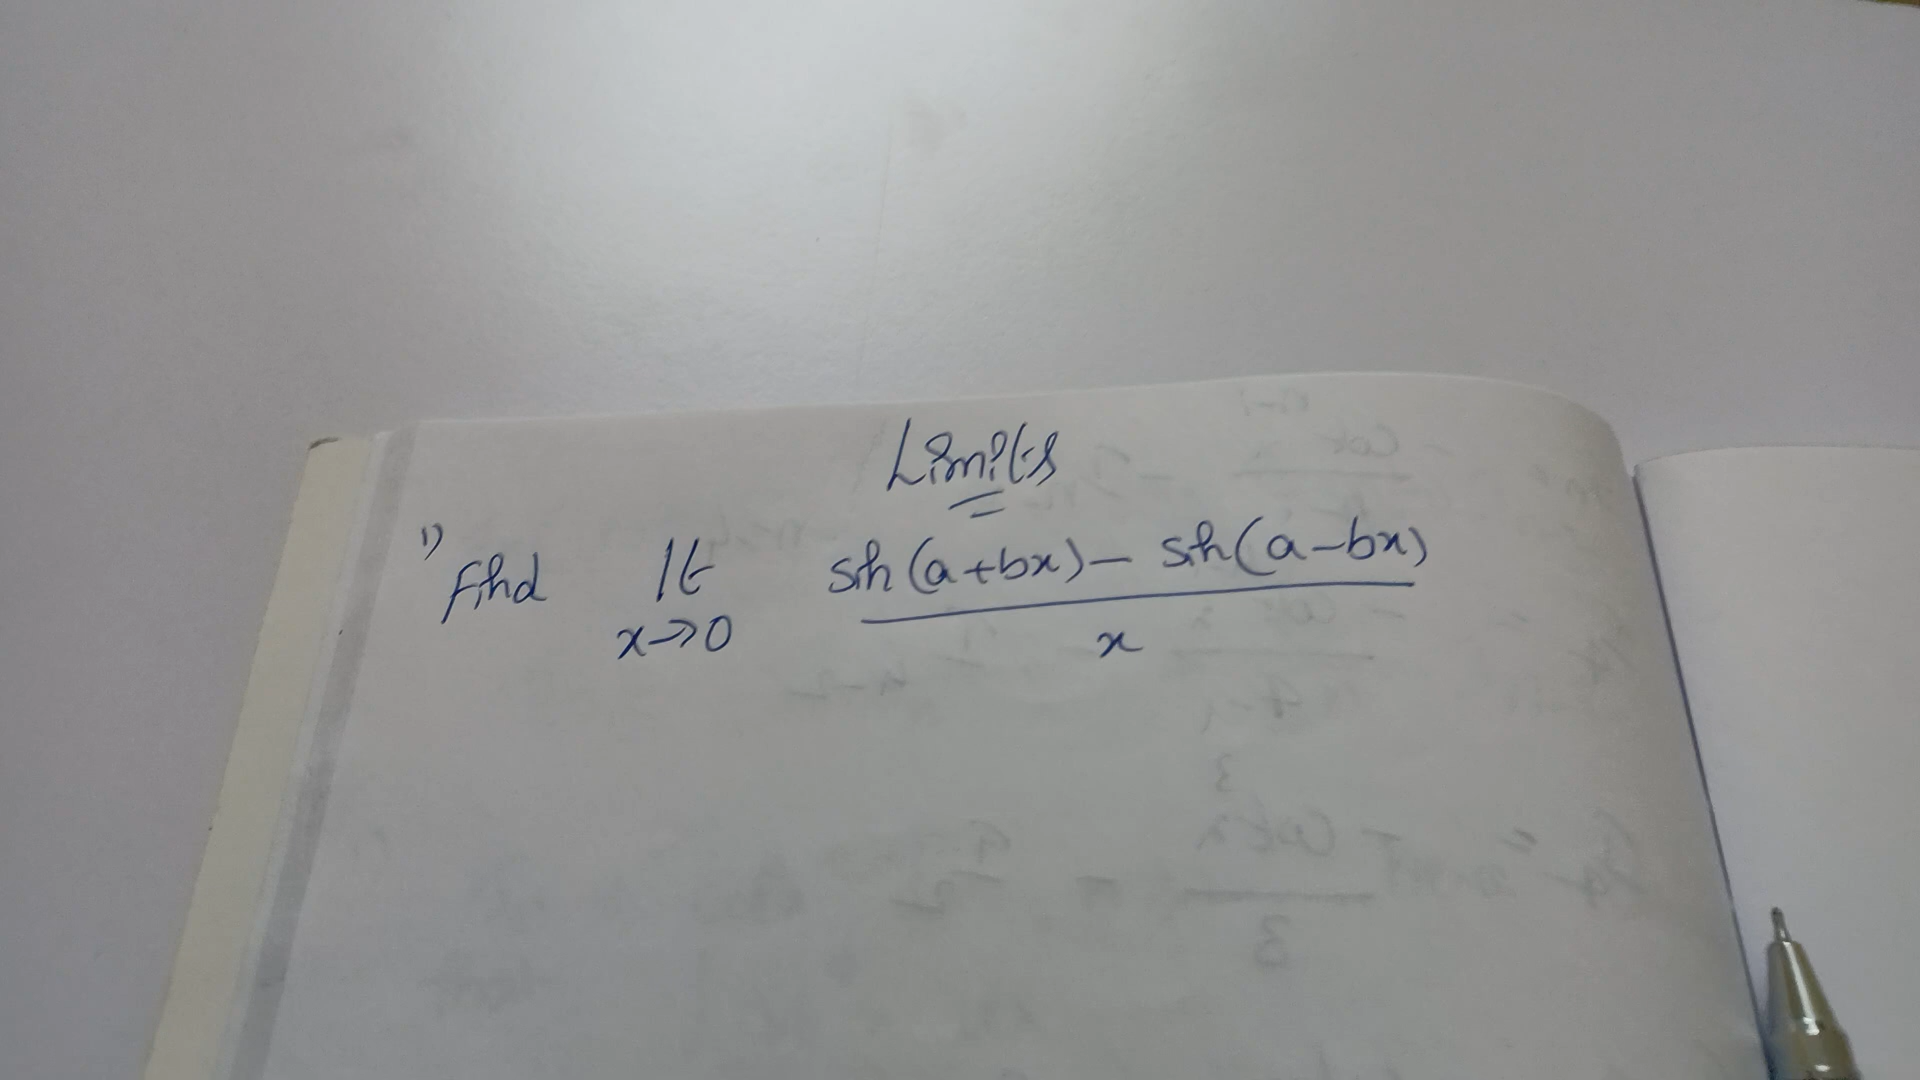 Limits
1) Find lt x→0 sin(a+bx) – sin(a–bx) / x